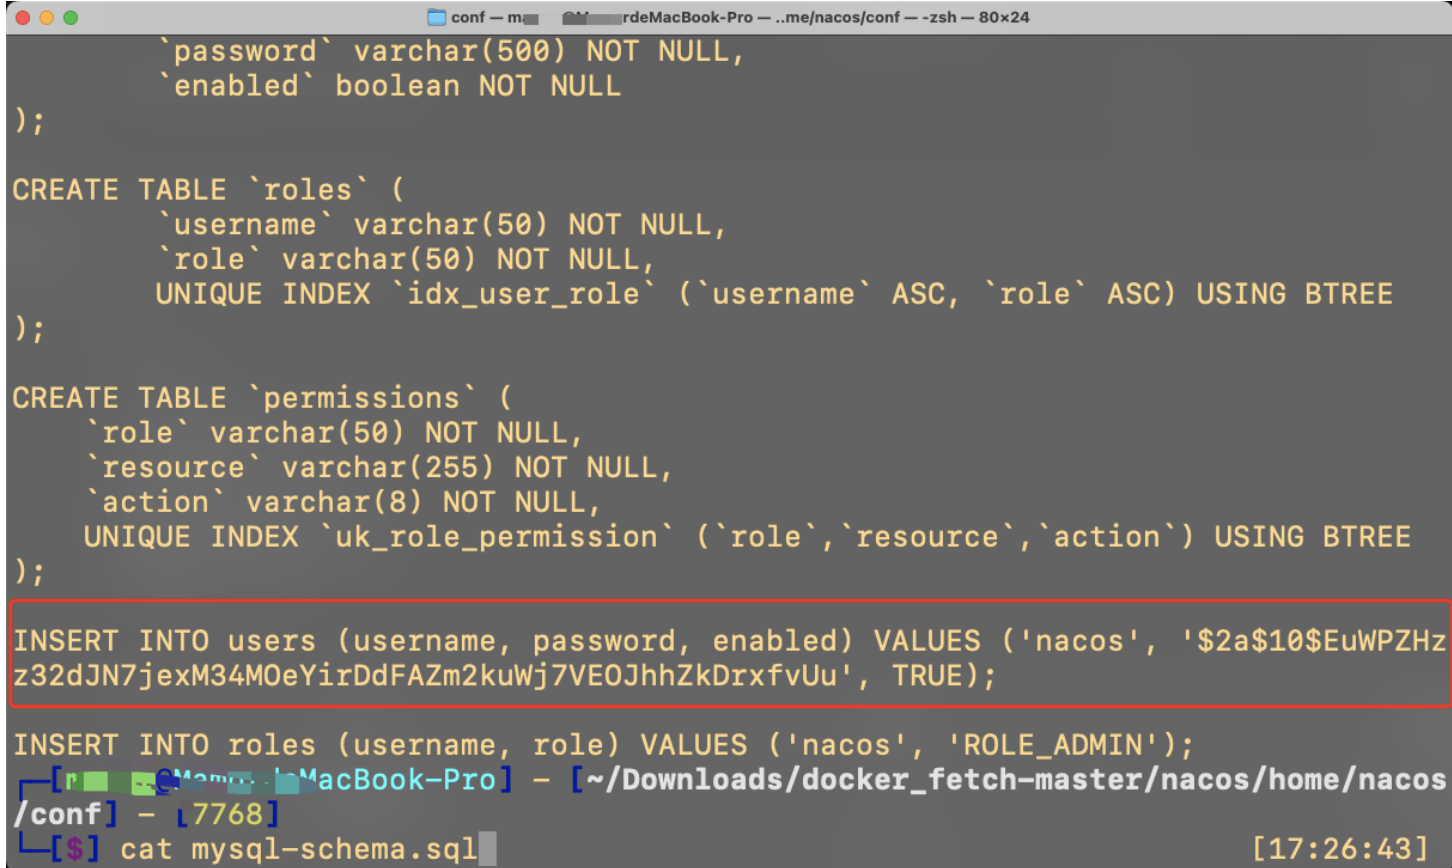 conf — ma rdeMacBook-Pro — ..me/nacos/conf — -zsh — 80×24
`password` varchar(500) NOT NULL,
`enabled` boolean NOT NULL
);
CREATE TABLE `roles` (
`username` varchar(50) NOT NULL,
`role` varchar(50) NOT NULL,
UNIQUE INDEX `idx_user_role` (`username` ASC, `role` ASC) USING BTREE
);
CREATE TABLE `permissions` (
`role` varchar(50) NOT NULL,
`resource` varchar(255) NOT NULL,
`action` varchar(8) NOT NULL,
UNIQUE INDEX `uk_role_permission` (`role`,`resource`,`action`) USING BTREE
);
INSERT INTO users (username, password, enabled) VALUES ('nacos', '$2a$10$EuWPZHz
z32dJN7jexM34MOeYirDdFAZm2kuWj7VEOJhhZkDrxfvUu', TRUE);
INSERT INTO roles (username, role) VALUES ('nacos', 'ROLE_ADMIN');
MacBook-Pro] - [~/Downloads/docker_fetch-master/nacos/home/nacos
/conf] - [7768]
[$] cat mysql-schema.sql [17:26:43]